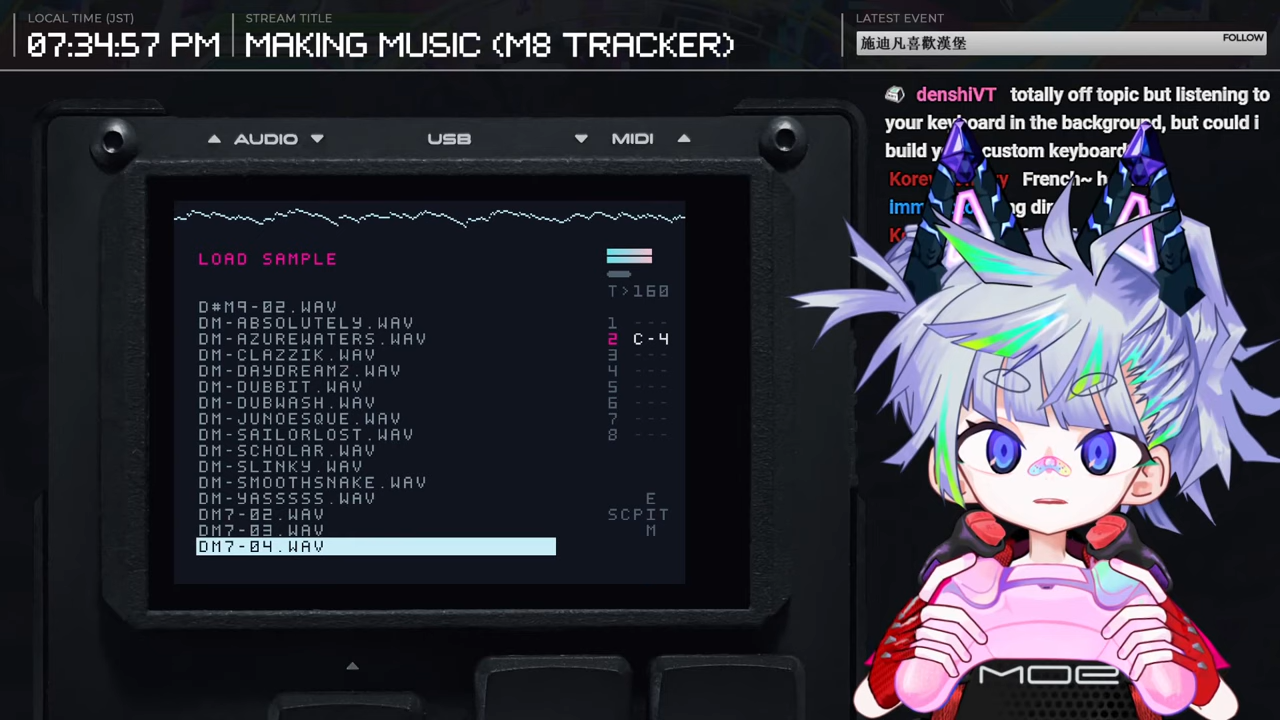 LOCAL TIME (JST)
07:34:57 PM
STREAM TITLE
MAKING MUSIC (M8 TRACKER)
LATEST EVENT
施迪凡喜歡漢堡
FOLLOW
denshiVT totally off topic but listening to
your keyboard in the background, but could i
build custom keyboard
French~
AUDIO
USB
MIDI
LOAD SAMPLE
D#M9-02.WAV
DM-ABSOLUTELY.WAV
DM-AZUREWATERS.WAV
DM-CLAZZIK.WAV
DM-DAYDREAMZ.WAV
DM-DUBBIT.WAV
DM-DUBWASH.WAV
DM-JUNOESQUE.WAV
DM-SAILORLOST.WAV
DM-SCHOLAR.WAV
DM-SLINKY.WAV
DM-SMOOTHSNAKE.WAV
DM-YASSSSS.WAV
DM7-02.WAV
DM7-03.WAV
DM7-04.WAV
T>160
1 ---
2 C-4
3 ---
4 ---
5 ---
6 ---
7 ---
8 ---
E
SCPIT
M
MOE